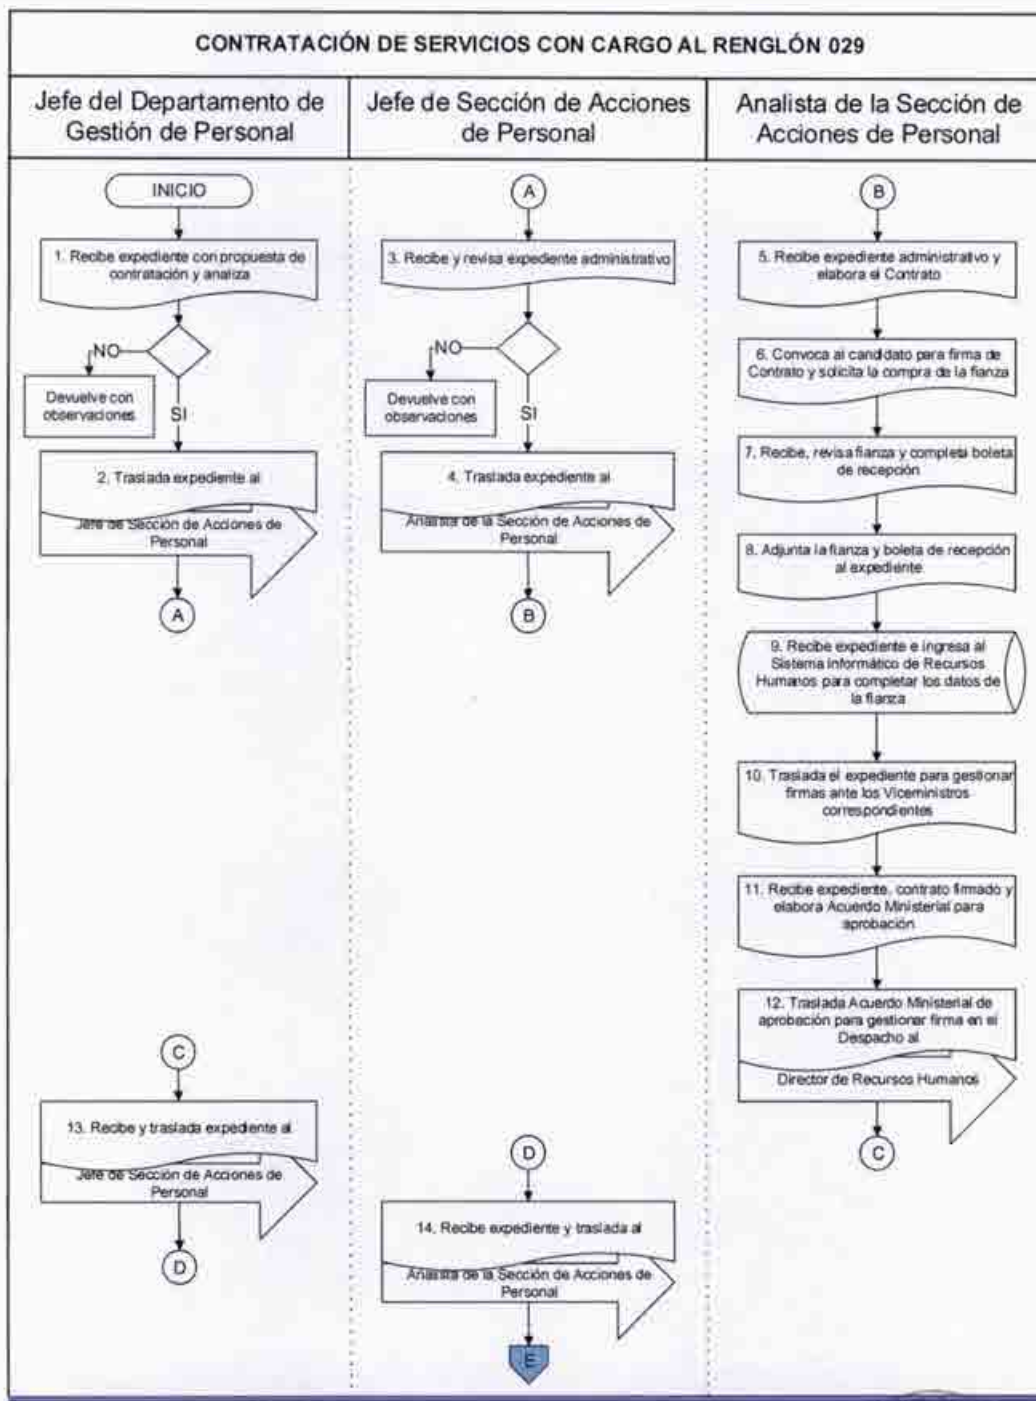 CONTRATACIÓN DE SERVICIOS CON CARGO AL RENGLÓN 029
Jefe del Departamento de
Gestión de Personal
Jefe de Sección de Acciones
de Personal
Analista de la Sección de
Acciones de Personal
INICIO
1. Recibe expediente con propuesta de
contratación y analiza
NO
Devuelve con
observaciones
SI
2. Traslada expediente al
Jefe de Sección de Acciones de
Personal
A
A
3. Recibe y revisa expediente administrativo
NO
Devuelve con
observaciones
SI
4. Traslada expediente al
Analista de la Sección de Acciones de
Personal
B
B
5. Recibe expediente administrativo y
elabora el Contrato
6. Convoca al candidato para firma de
Contrato y solicita la compra de la fianza
7. Recibe, revisa fianza y completa boleta
de recepción
8. Adjunta la fianza y boleta de recepción
al expediente
9. Recibe expediente e ingresa al
Sistema Informático de Recursos
Humanos para completar los datos de
la fianza
10. Traslada el expediente para gestionar
firmas ante los Viceministros
correspondientes
11. Recibe expediente, contrato firmado y
elabora Acuerdo Ministerial para
aprobación
12. Traslada Acuerdo Ministerial de
aprobación para gestionar firma en el
Despacho al
Director de Recursos Humanos
C
C
13. Recibe y traslada expediente al
Jefe de Sección de Acciones de
Personal
D
D
14. Recibe expediente y traslada al
Analista de la Sección de Acciones de
Personal
E